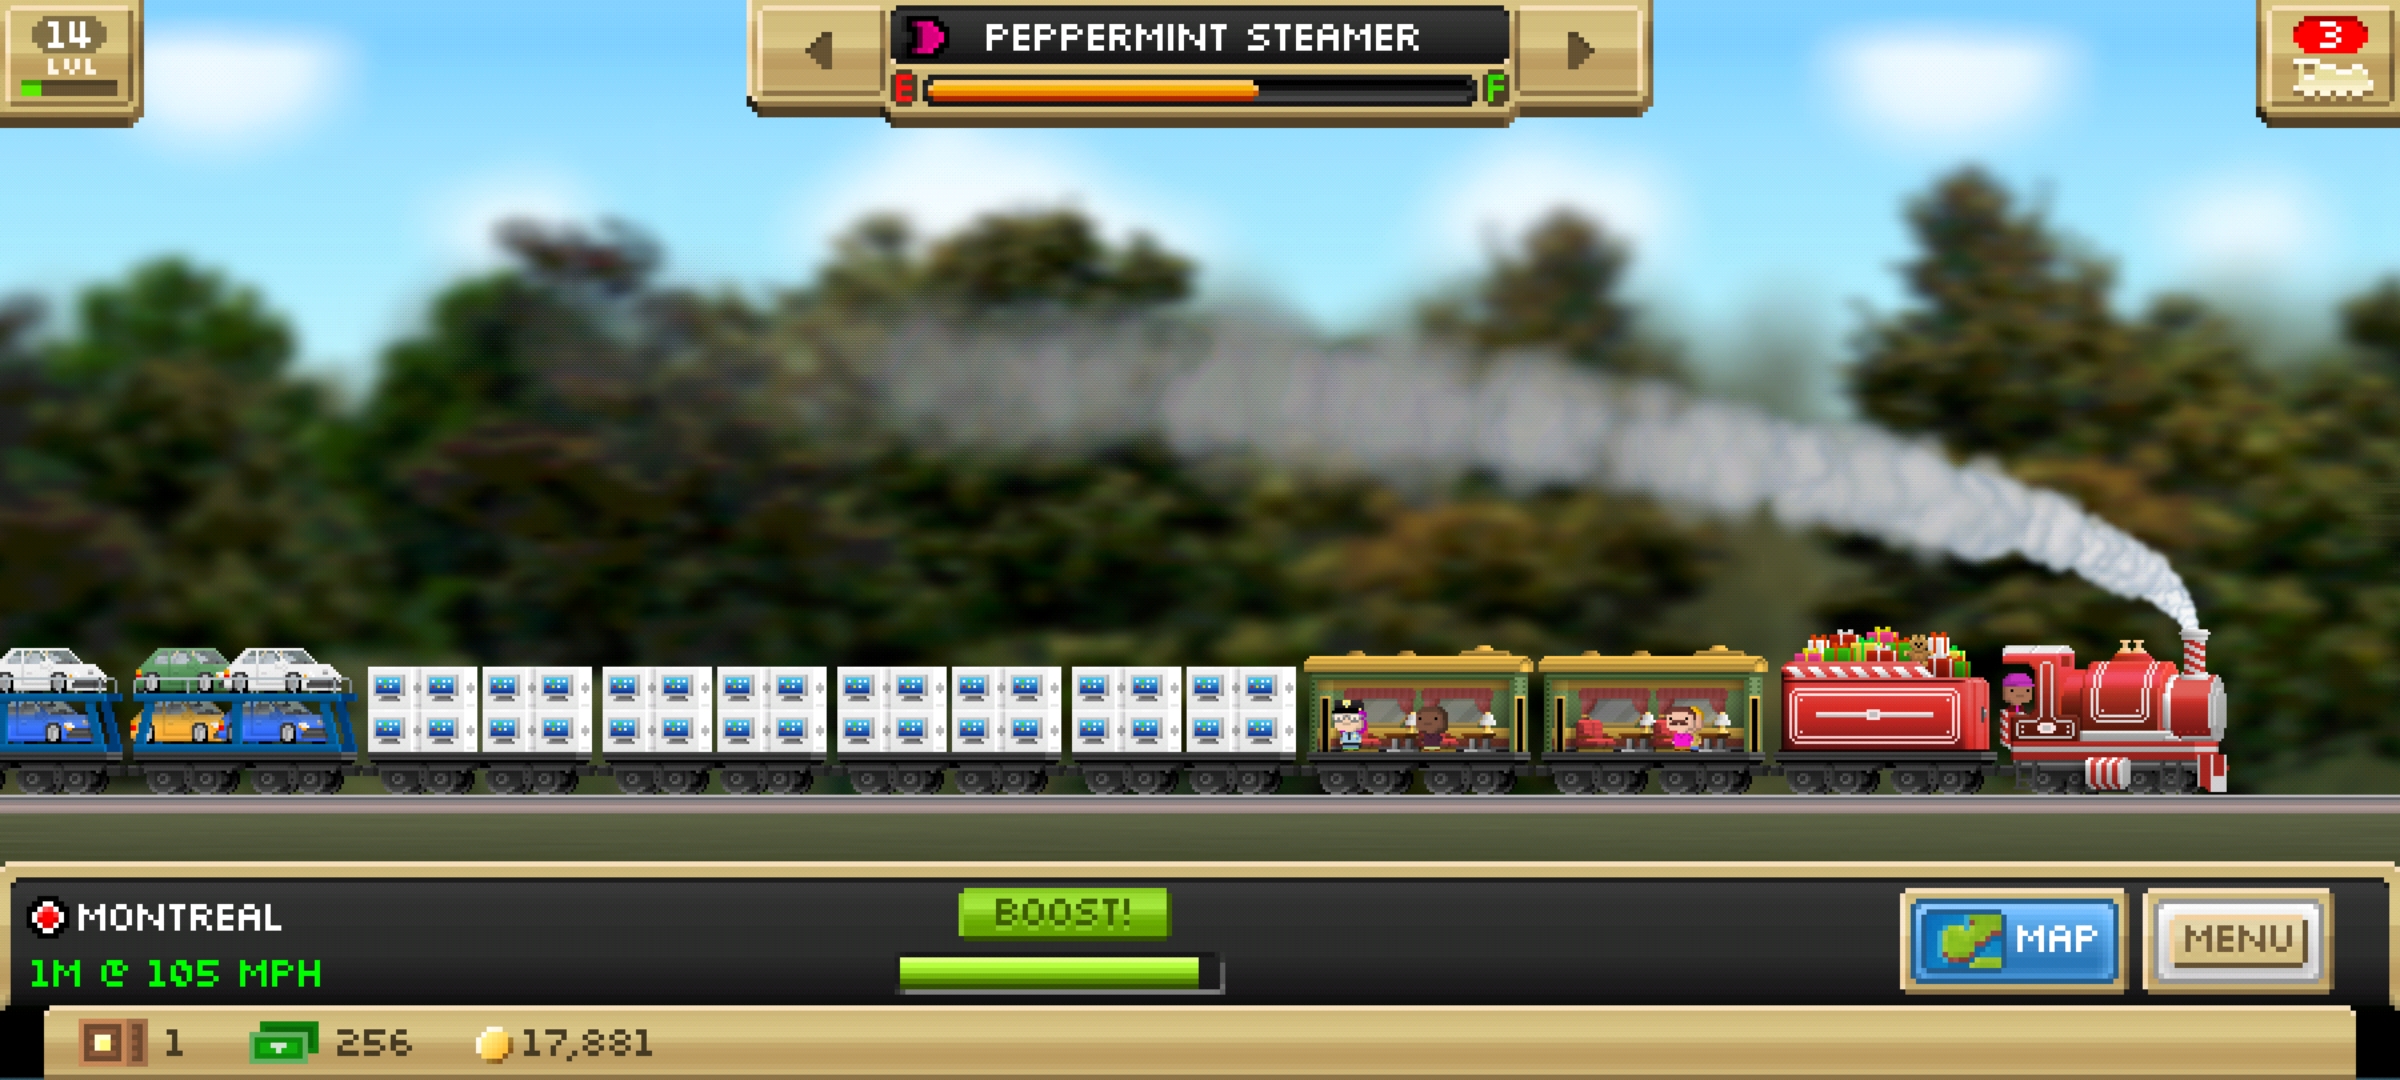 14
LVL
PEPPERMINT STEAMER
E F
3
MONTREAL
1M @ 105 MPH
BOOST!
MAP
MENU
1 256 17,881